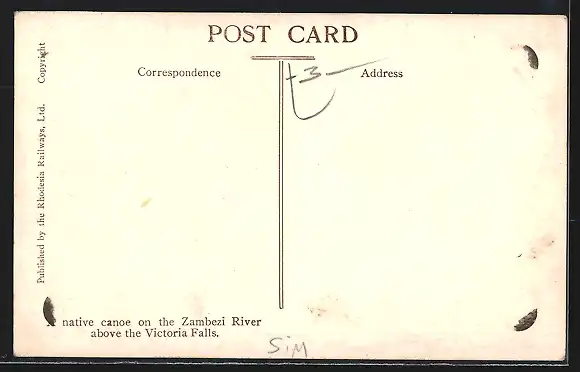 POST CARD
Correspondence
Address
-3-
Published by the Rhodesia Railways, Ltd. Copyright
A native canoe on the Zambezi River
above the Victoria Falls.
SIM